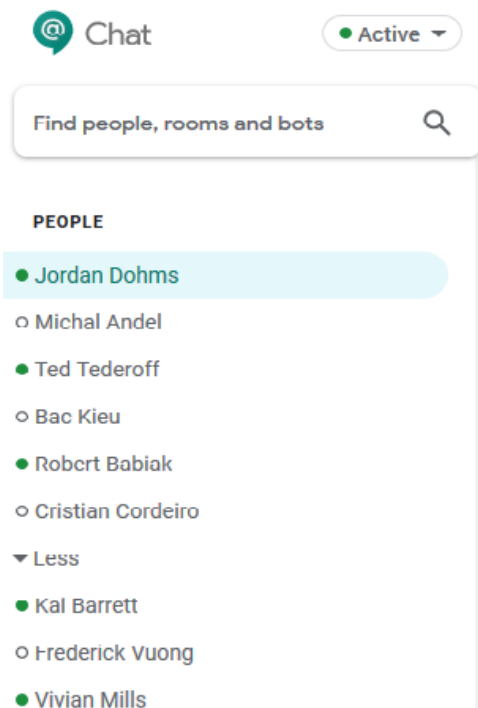 Chat
Active
Find people, rooms and bots
PEOPLE
Jordan Dohms
Michal Andel
Ted Tederoff
Bac Kieu
Robert Babiak
Cristian Cordeiro
Less
Kal Barrett
Frederick Vuong
Vivian Mills